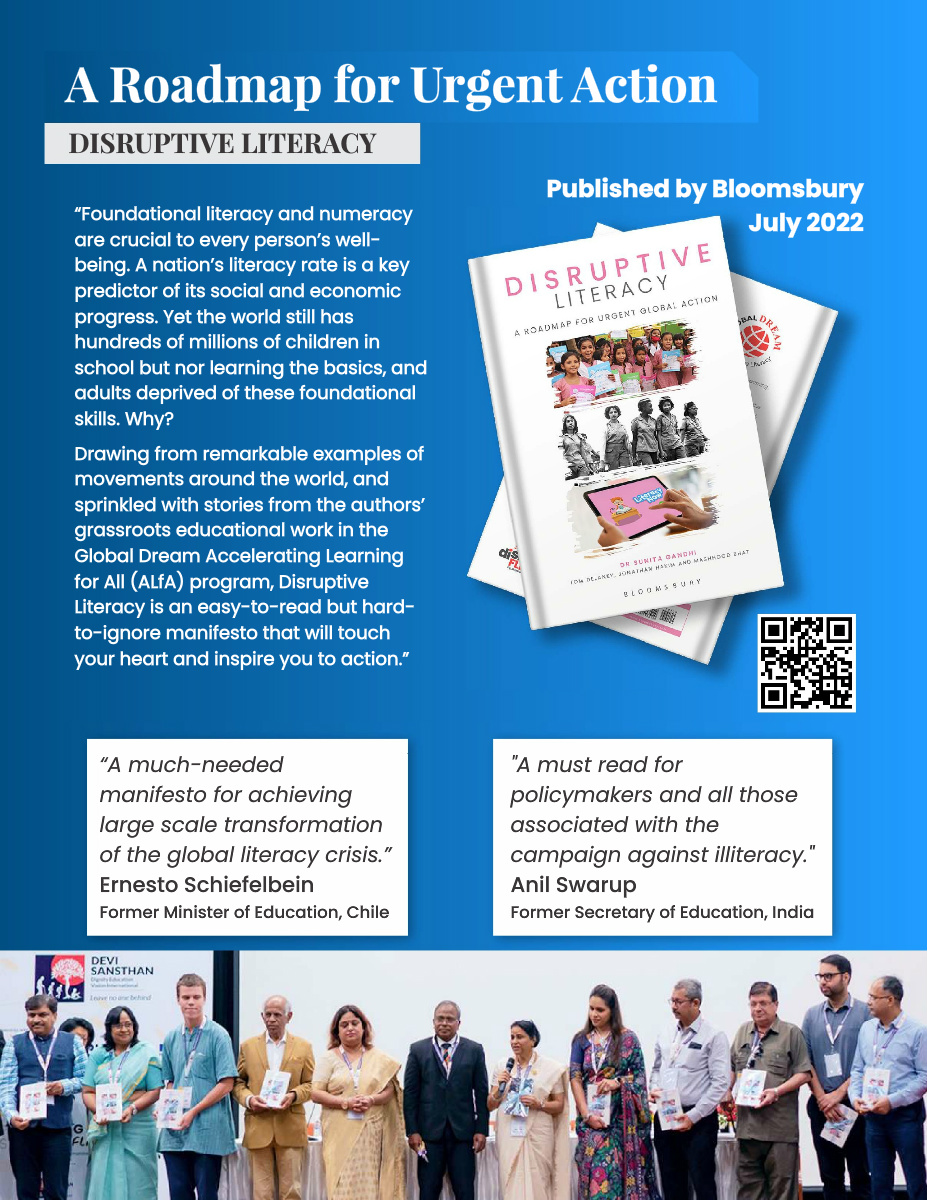 A Roadmap for Urgent Action
DISRUPTIVE LITERACY
“Foundational literacy and numeracy
are crucial to every person’s well-
being. A nation’s literacy rate is a key
predictor of its social and economic
progress. Yet the world still has
hundreds of millions of children in
school but nor learning the basics, and
adults deprived of these foundational
skills. Why?
Drawing from remarkable examples of
movements around the world, and
sprinkled with stories from the authors’
grassroots educational work in the
Global Dream Accelerating Learning
for All (ALfA) program, Disruptive
Literacy is an easy-to-read but hard-
to-ignore manifesto that will touch
your heart and inspire you to action.”
Published by Bloomsbury
July 2022
DISRUPTIVE
LITERACY
A ROADMAP FOR URGENT GLOBAL ACTION
DR SUNITA GANDHI
BLOOMSBURY
“A much-needed
manifesto for achieving
large scale transformation
of the global literacy crisis.”
Ernesto Schiefelbein
Former Minister of Education, Chile
"A must read for
policymakers and all those
associated with the
campaign against illiteracy."
Anil Swarup
Former Secretary of Education, India
DEVI
SANSTHAN
Dignity Education
Vision International
Leave no one behind